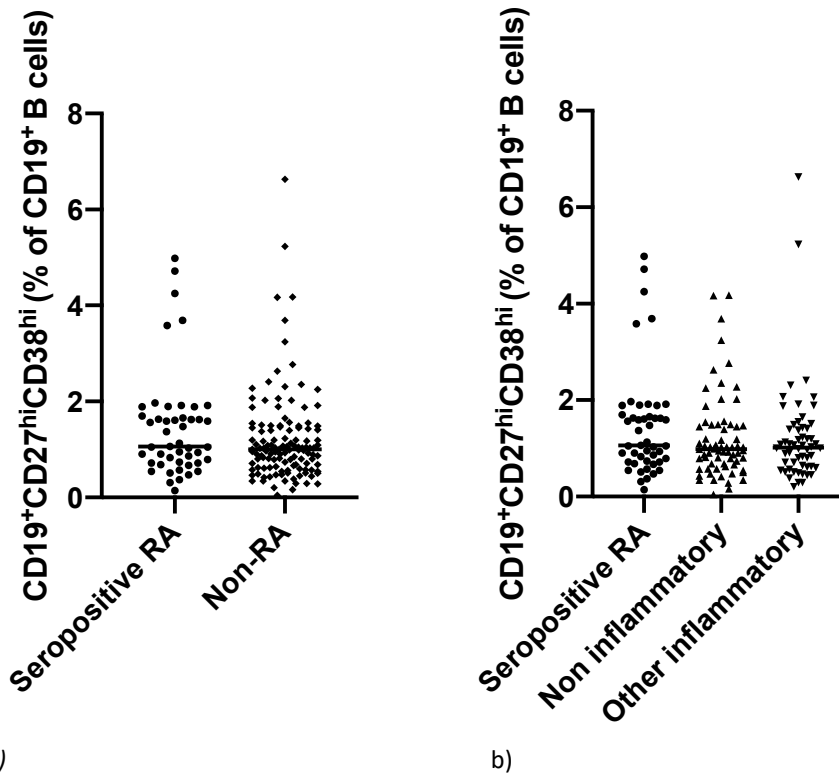 CD19⁺CD27ʰⁱCD38ʰⁱ (% of CD19⁺ B cells)
8
6
4
2
0
Seropositive RA
Non-RA
)
CD19⁺CD27ʰⁱCD38ʰⁱ (% of CD19⁺ B cells)
8
6
4
2
0
Seropositive RA
Non inflammatory
Other inflammatory
b)